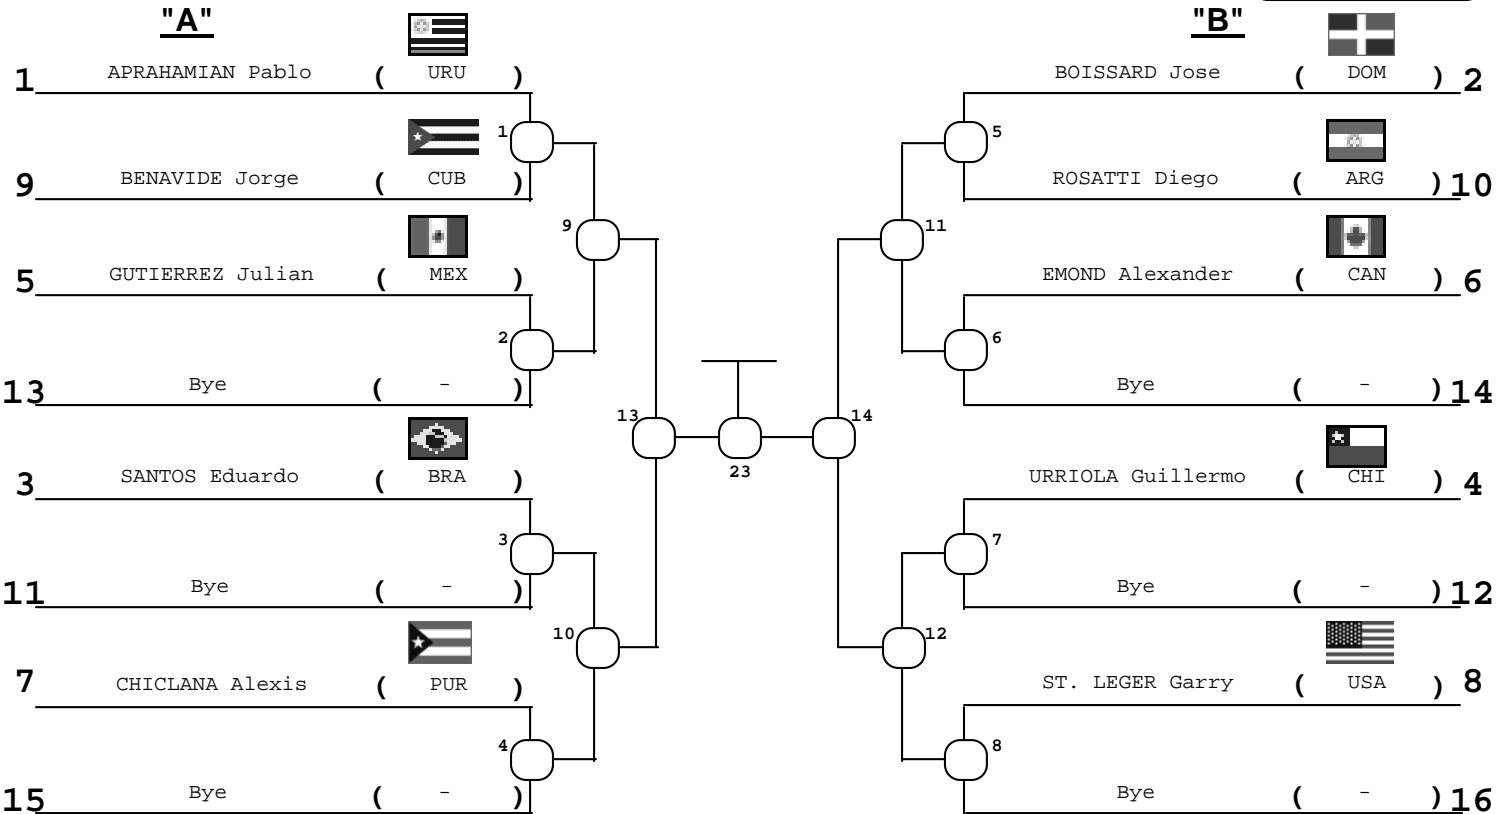 "A"
1 APRAHAMIAN Pablo ( URU )
1
9 BENAVIDE Jorge ( CUB )
9
5 GUTIERREZ Julian ( MEX )
2
13 Bye ( - )
13
3 SANTOS Eduardo ( BRA )
3
11 Bye ( - )
10
7 CHICLANA Alexis ( PUR )
4
15 Bye ( - )
23
"B"
BOISSARD Jose ( DOM ) 2
5
ROSATTI Diego ( ARG ) 10
11
EMOND Alexander ( CAN ) 6
6
Bye ( - ) 14
14
URRIOLA Guillermo ( CHI ) 4
7
Bye ( - ) 12
12
ST. LEGER Garry ( USA ) 8
8
Bye ( - ) 16